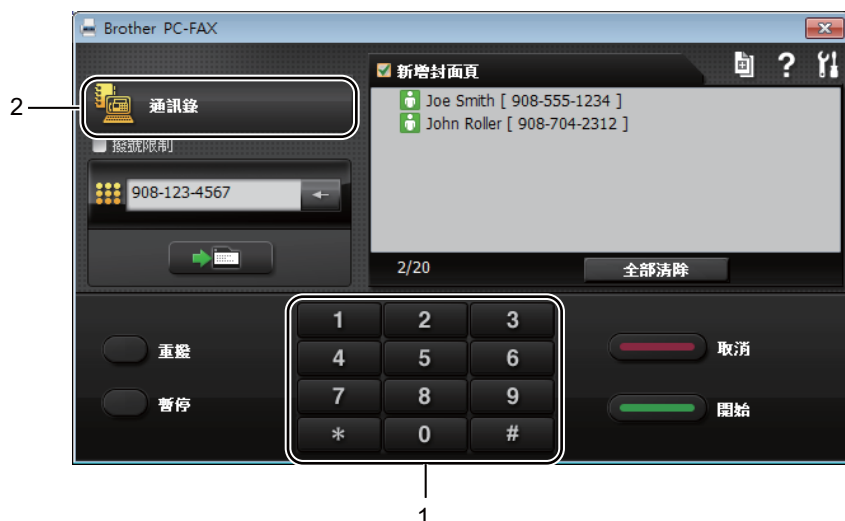 Brother PC-FAX
2
通訊錄
撥號限制
908-123-4567
新增封面頁
?
Joe Smith [ 908-555-1234 ]
John Roller [ 908-704-2312 ]
2/20
全部清除
重撥
暫停
1 2 3
4 5 6
7 8 9
* 0 #
取消
開始
1